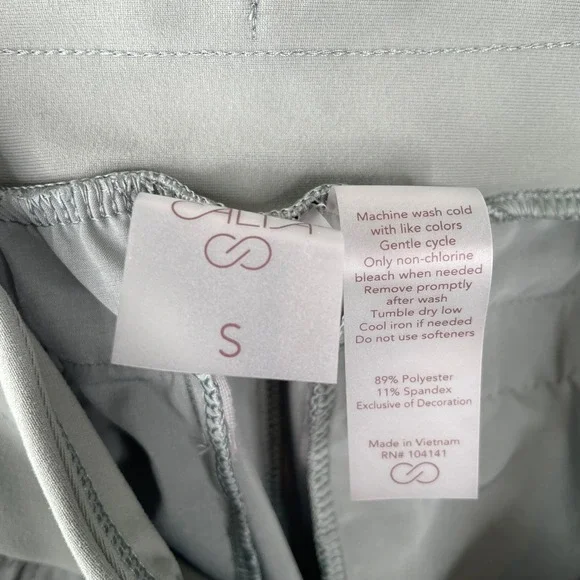 CALIA
S
Machine wash cold
with like colors
Gentle cycle
Only non-chlorine
bleach when needed
Remove promptly
after wash
Tumble dry low
Cool iron if needed
Do not use softeners
89% Polyester
11% Spandex
Exclusive of Decoration
Made in Vietnam
RN# 104141